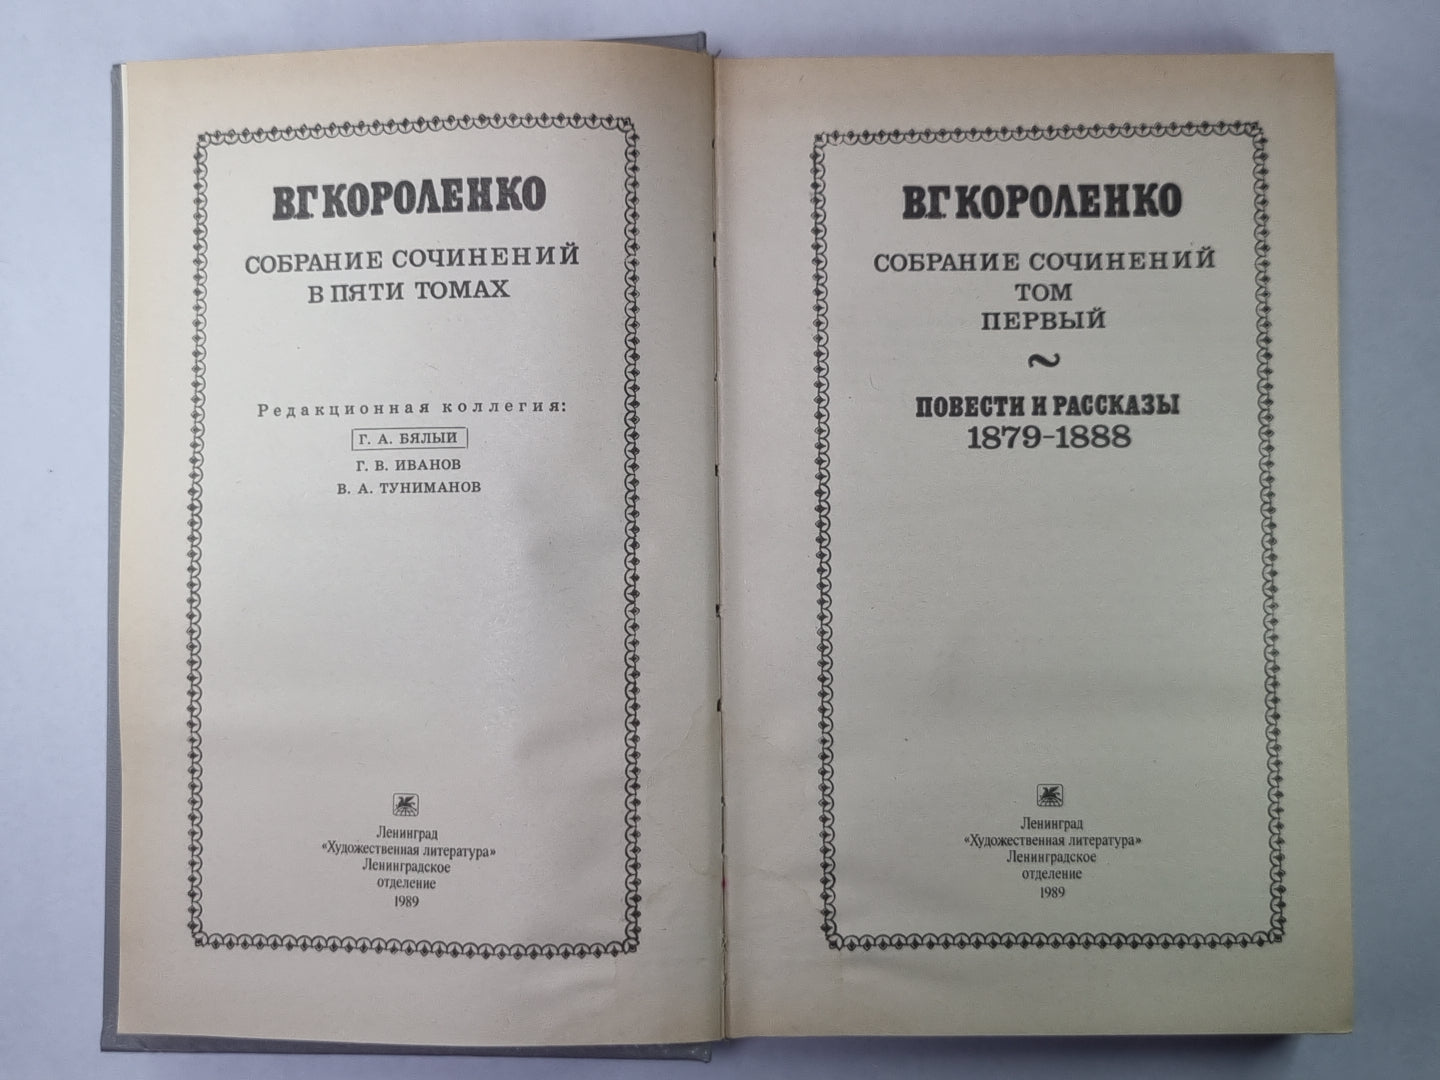 В.Г. КОРОЛЕНКО
СОБРАНИЕ СОЧИНЕНИЙ
В ПЯТИ ТОМАХ
Редакционная коллегия:
Г. А. БЯЛЫЙ
Г. В. ИВАНОВ
В. А. ТУНИМАНОВ
Ленинград
«Художественная литература»
Ленинградское
отделение
1989
В.Г. КОРОЛЕНКО
СОБРАНИЕ СОЧИНЕНИЙ
ТОМ
ПЕРВЫЙ
~
ПОВЕСТИ И РАССКАЗЫ
1879-1888
Ленинград
«Художественная литература»
Ленинградское
отделение
1989